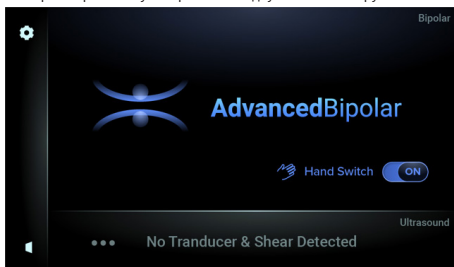 Bipolar
AdvancedBipolar
Hand Switch ON
Ultrasound
No Tranducer & Shear Detected